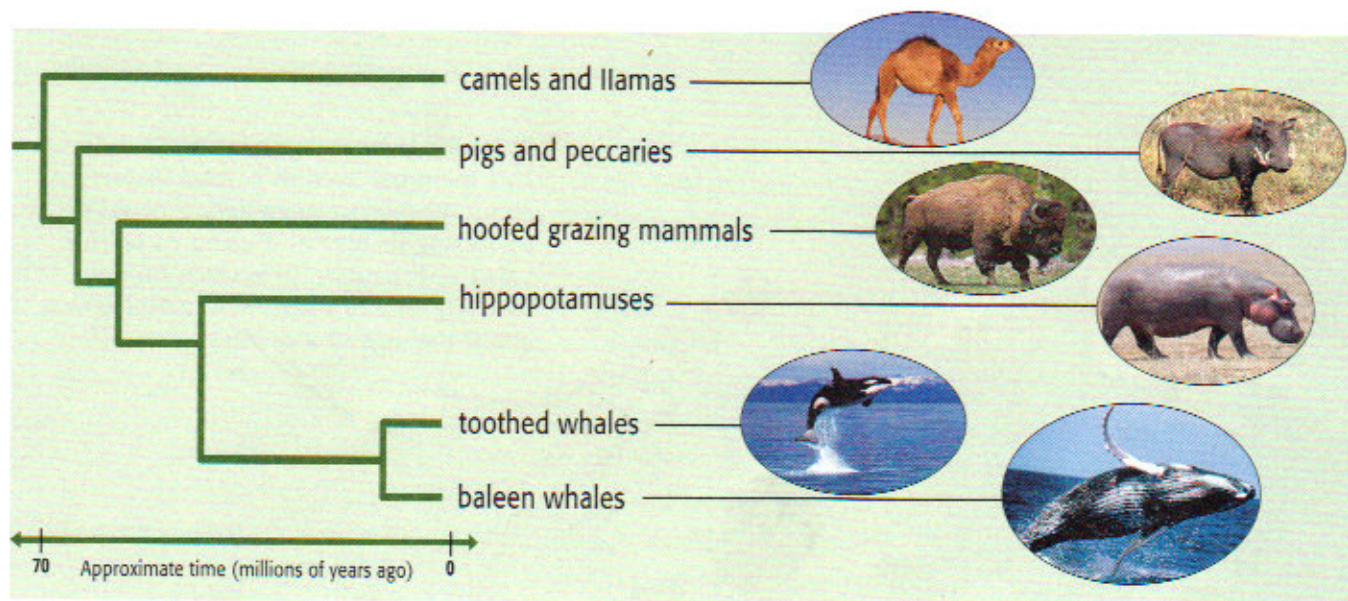 camels and llamas
pigs and peccaries
hoofed grazing mammals
hippopotamuses
toothed whales
baleen whales
70 Approximate time (millions of years ago) 0